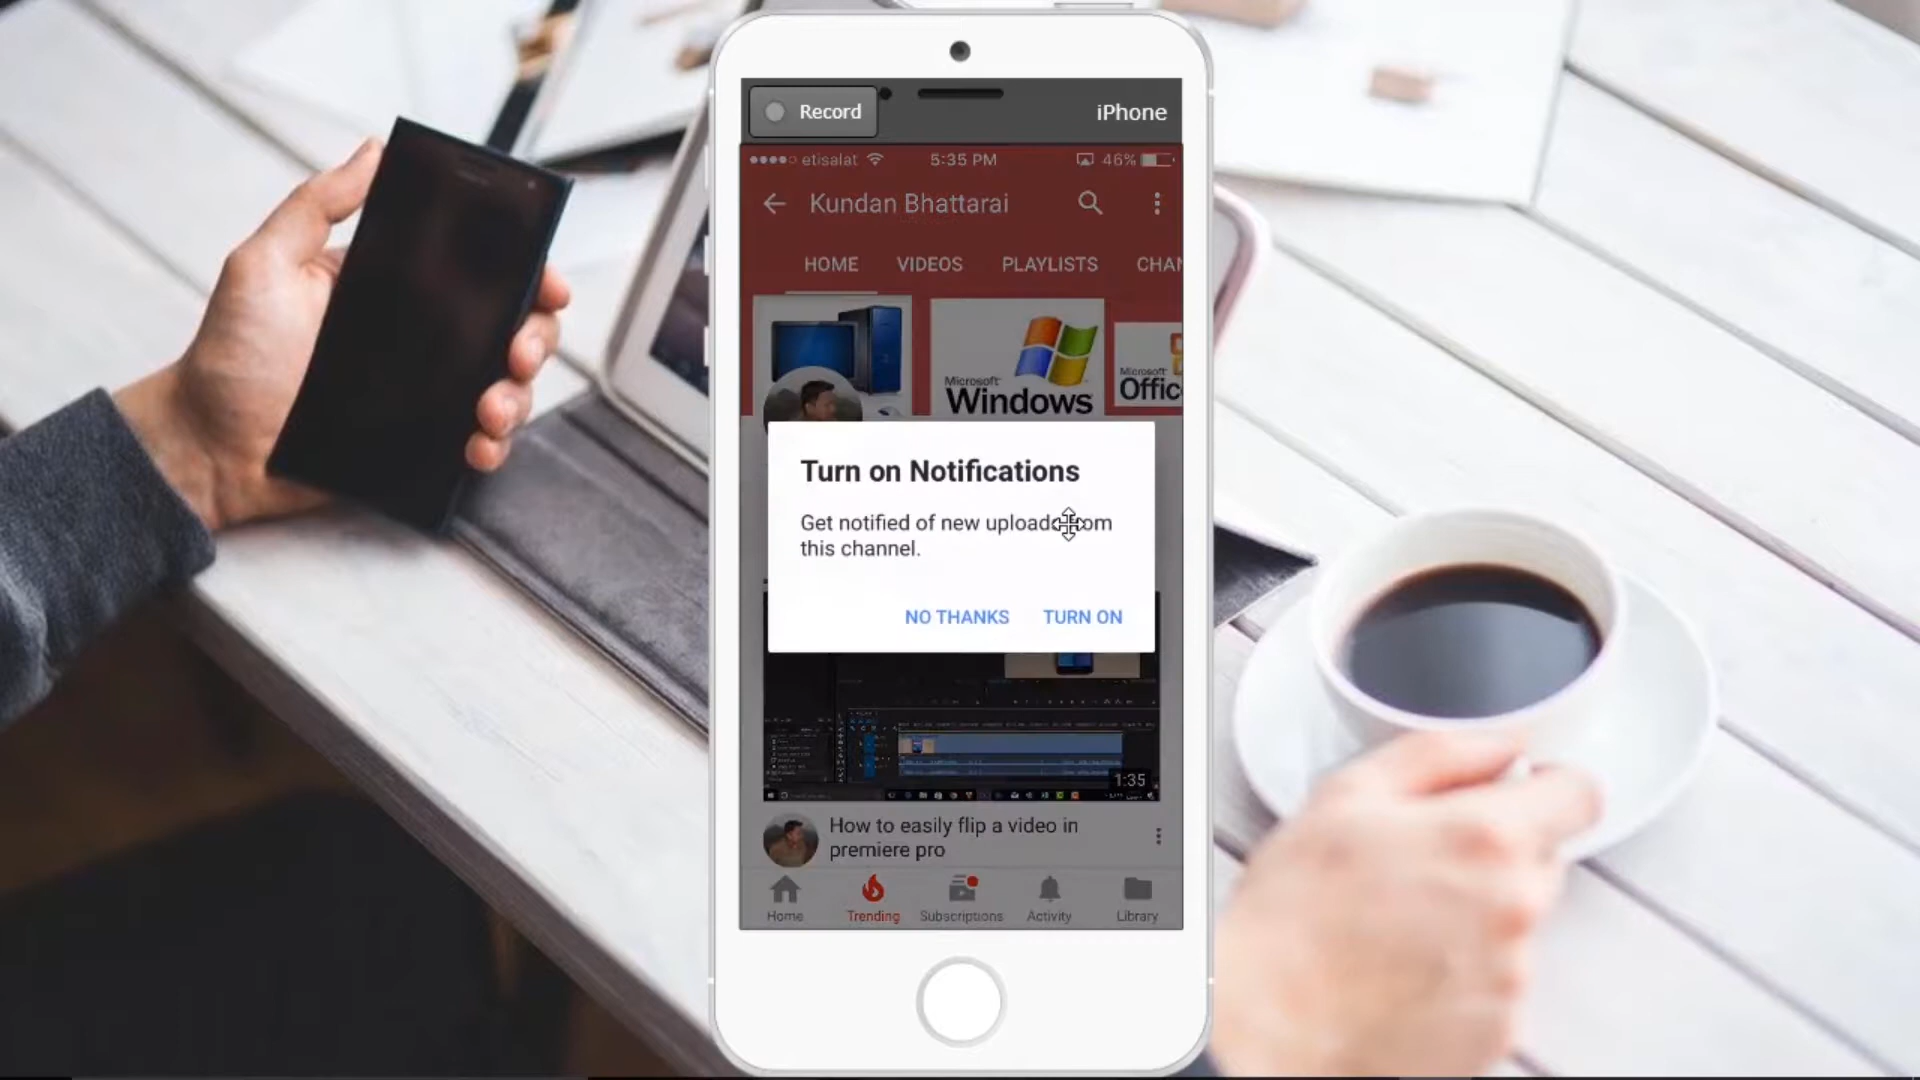 Record
iPhone
etisalat
5:35 PM
46%
Kundan Bhattarai
HOME VIDEOS PLAYLISTS CHAN
Microsoft
Windows
Microsoft
Offic
Turn on Notifications
Get notified of new uploads from
this channel.
NO THANKS TURN ON
1:35
How to easily flip a video in
premiere pro
Home Trending Subscriptions Activity Library